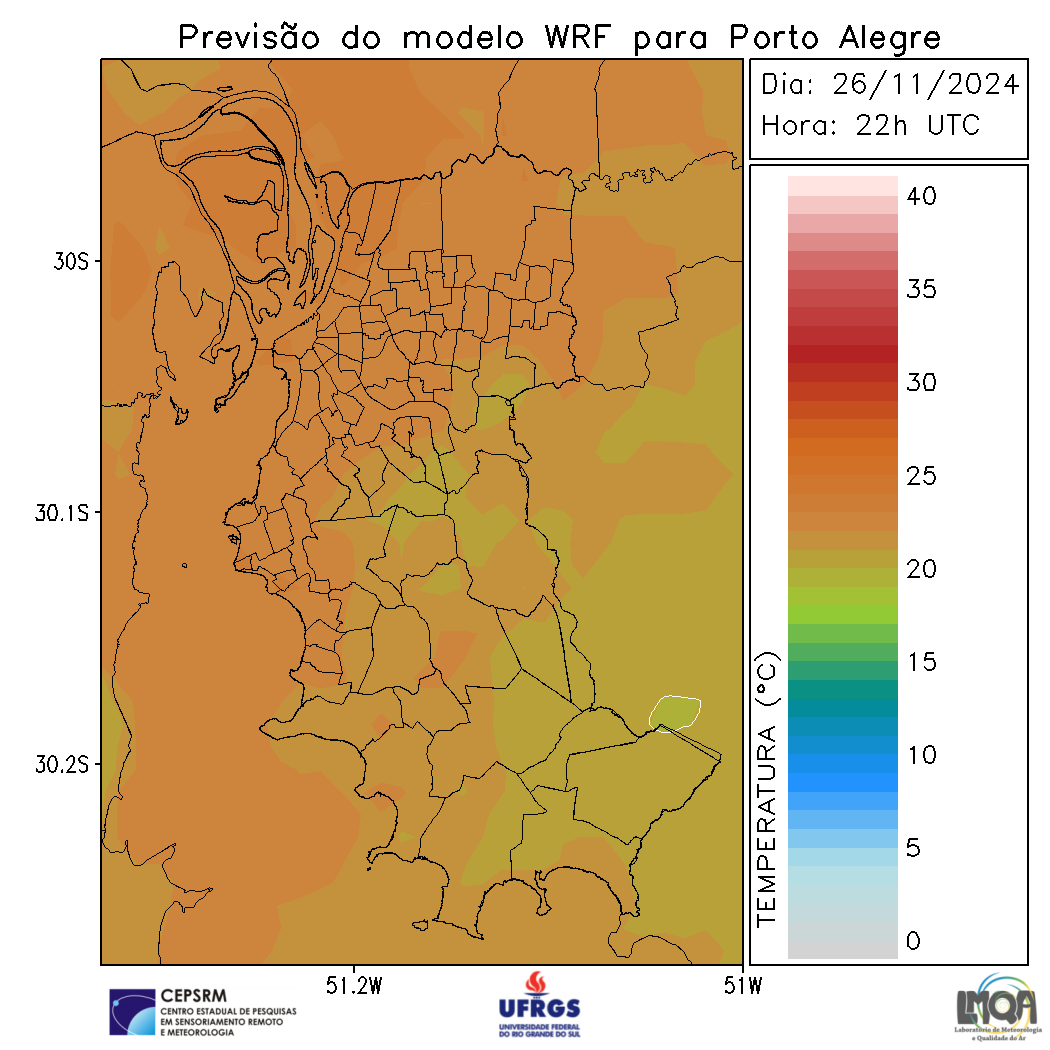 Previsão do modelo WRF para Porto Alegre
Dia: 26/11/2024
Hora: 22h UTC
40
35
30
25
20
15
10
5
0
TEMPERATURA (°C)
30S
30.1S
30.2S
51.2W
51W
CEPSRM
CENTRO ESTADUAL DE PESQUISAS
EM SENSORIAMENTO REMOTO
E METEOROLOGIA
UFRGS
UNIVERSIDADE FEDERAL
DO RIO GRANDE DO SUL
LMQA
Laboratório de Meteorologia
e Qualidade do Ar